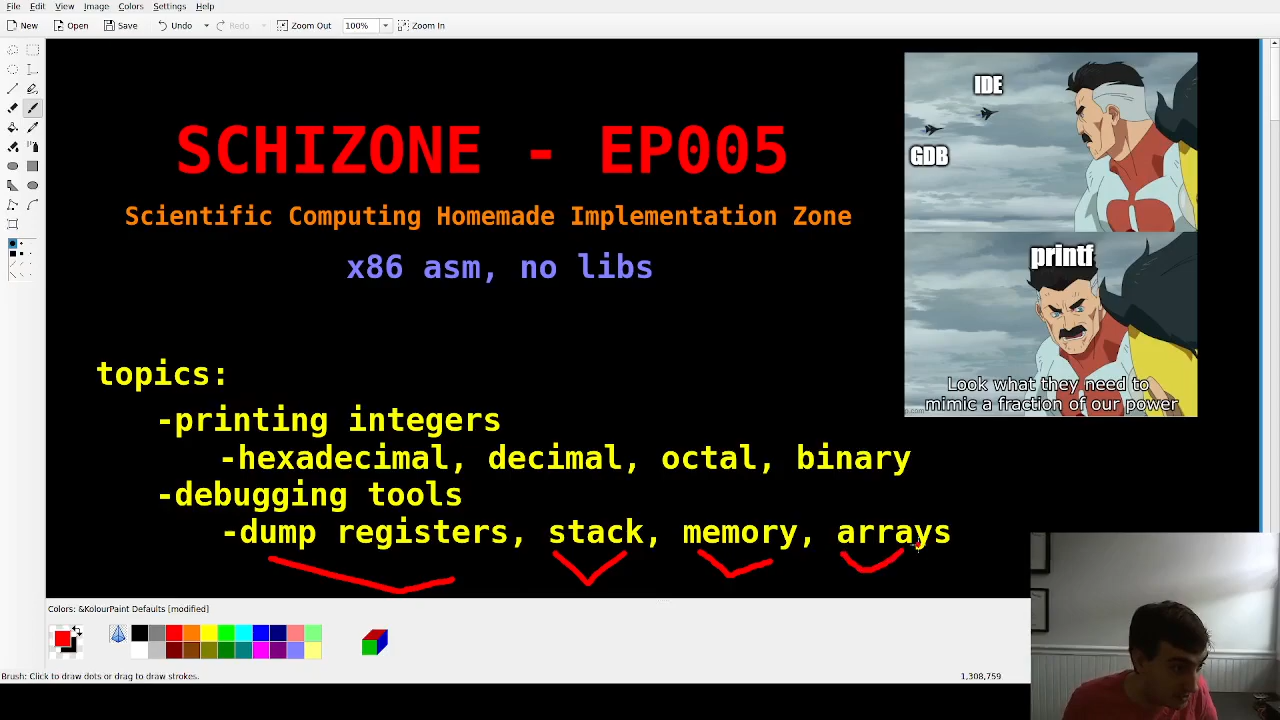 File Edit View Image Colors Settings Help
New Open Save Undo Redo Zoom Out 100% Zoom In
SCHIZONE - EP005
Scientific Computing Homemade Implementation Zone
x86 asm, no libs
IDE
GDB
printf
Look what they need to
mimic a fraction of our power
topics:
-printing integers
-hexadecimal, decimal, octal, binary
-debugging tools
-dump registers, stack, memory, arrays
Colors: &KolourPaint Defaults [modified]
Brush: Click to draw dots or drag to draw strokes.
1,308,759